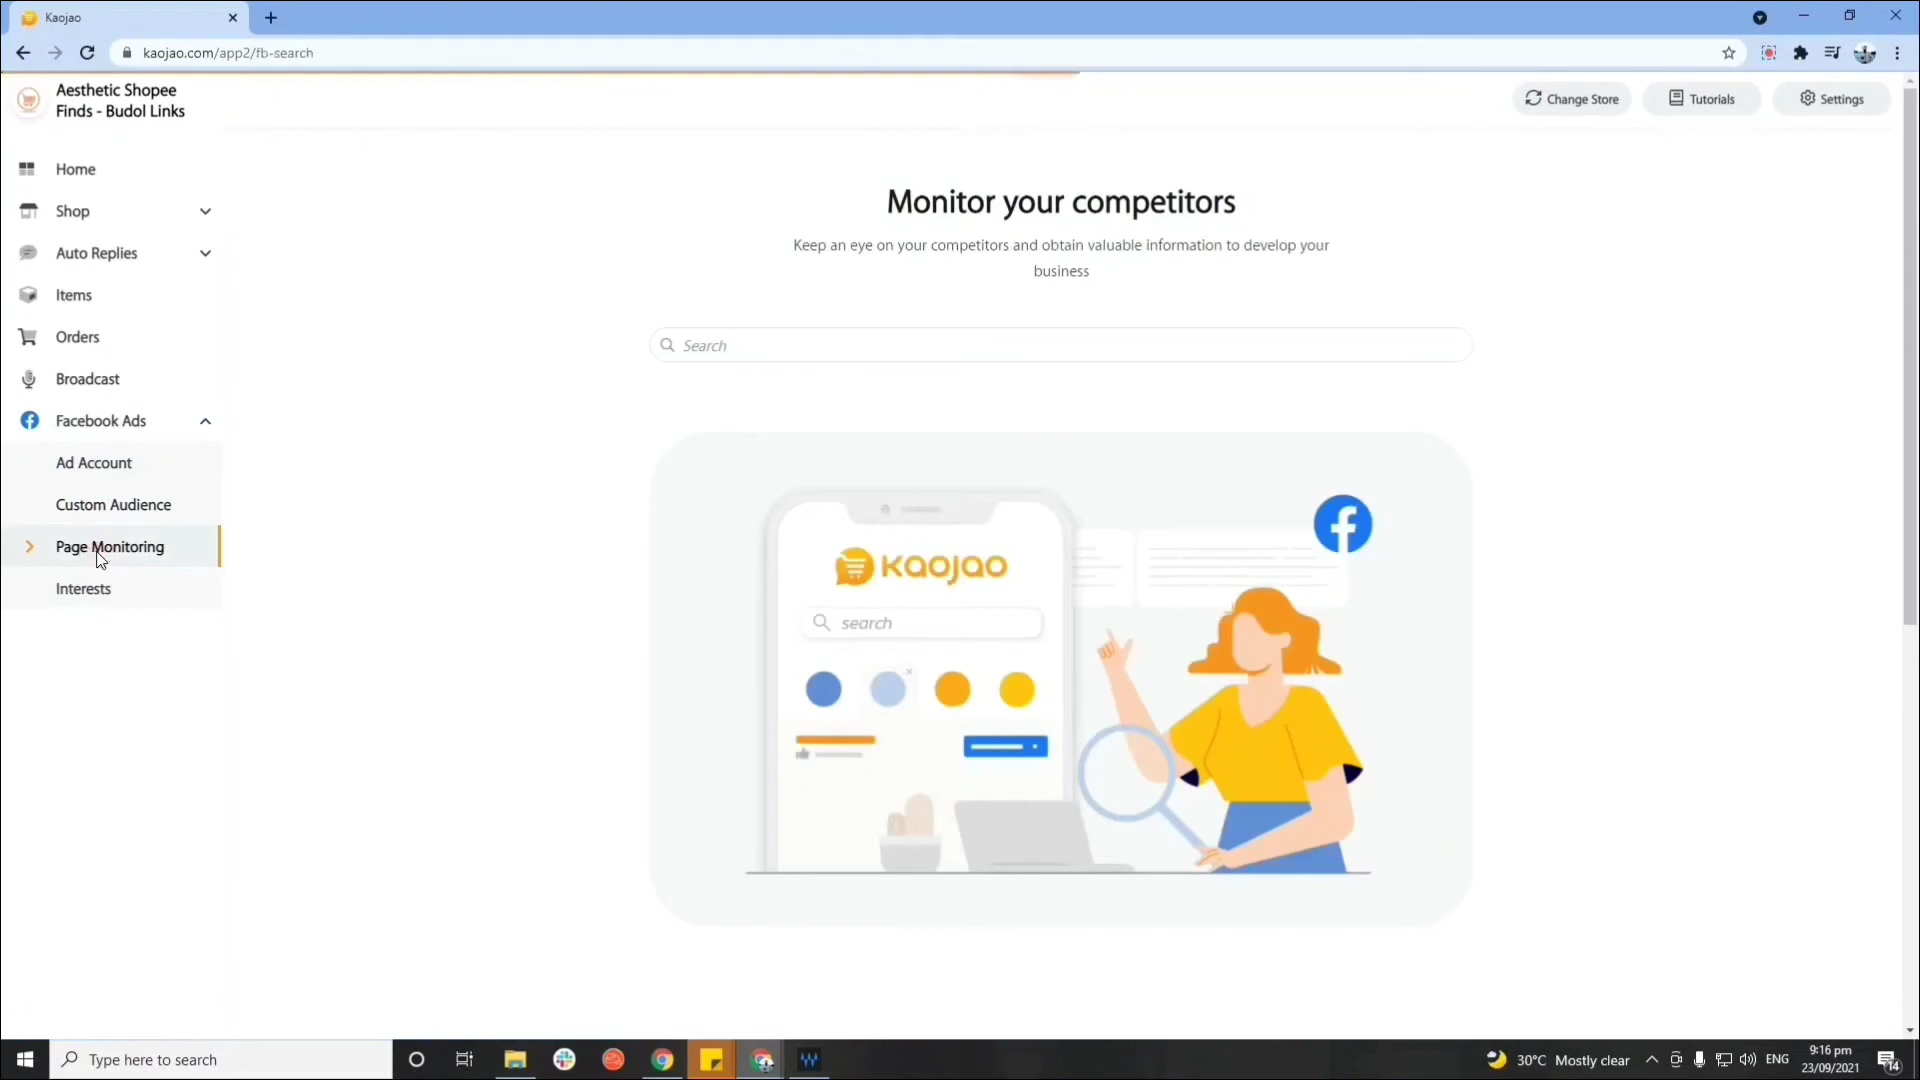 Kaojao
kaojao.com/app2/fb-search
Aesthetic Shopee
Finds - Budol Links
Change Store
Tutorials
Settings
Home
Shop
Auto Replies
Items
Orders
Broadcast
Facebook Ads
Ad Account
Custom Audience
Page Monitoring
Interests
Monitor your competitors
Keep an eye on your competitors and obtain valuable information to develop your
business
Search
kaojao
search
Type here to search
30°C Mostly clear
ENG
9:16 pm
23/09/2021
14